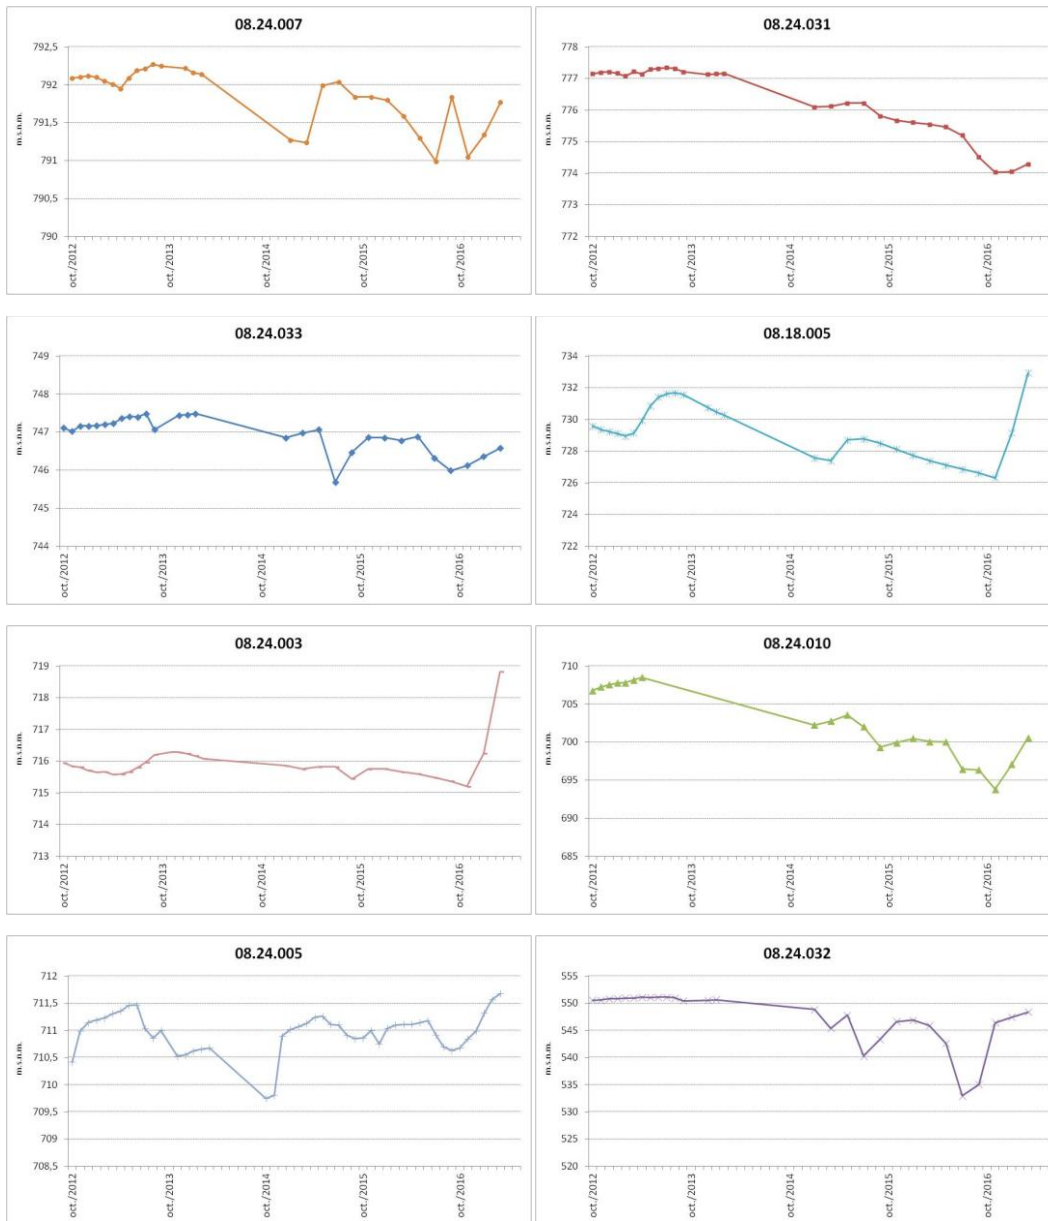 08.24.007
792,5
792
791,5
791
790,5
790
m.s.n.m.
oct./2012
oct./2013
oct./2014
oct./2015
oct./2016
08.24.031
778
777
776
775
774
773
772
m.s.n.m.
oct./2012
oct./2013
oct./2014
oct./2015
oct./2016
08.24.033
749
748
747
746
745
744
m.s.n.m.
oct./2012
oct./2013
oct./2014
oct./2015
oct./2016
08.18.005
734
732
730
728
726
724
722
m.s.n.m.
oct./2012
oct./2013
oct./2014
oct./2015
oct./2016
08.24.003
719
718
717
716
715
714
713
m.s.n.m.
oct./2012
oct./2013
oct./2014
oct./2015
oct./2016
08.24.010
710
705
700
695
690
685
m.s.n.m.
oct./2012
oct./2013
oct./2014
oct./2015
oct./2016
08.24.005
712
711,5
711
710,5
710
709,5
709
708,5
m.s.n.m.
oct./2012
oct./2013
oct./2014
oct./2015
oct./2016
08.24.032
555
550
545
540
535
530
525
520
m.s.n.m.
oct./2012
oct./2013
oct./2014
oct./2015
oct./2016